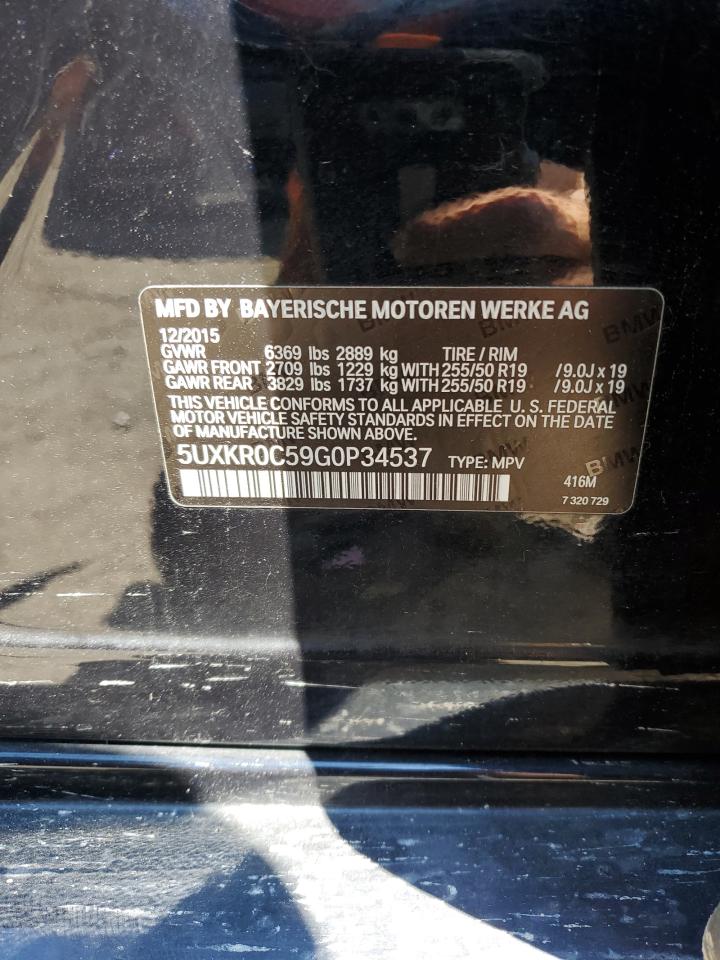 MFD BY BAYERISCHE MOTOREN WERKE AG
12/2015
GVWR 6369 lbs 2889 kg TIRE / RIM
GAWR FRONT 2709 lbs 1229 kg WITH 255/50 R19 /9.0J x 19
GAWR REAR 3829 lbs 1737 kg WITH 255/50 R19 /9.0J x 19
THIS VEHICLE CONFORMS TO ALL APPLICABLE U. S. FEDERAL
MOTOR VEHICLE SAFETY STANDARDS IN EFFECT ON THE DATE
OF MANUFACTURE SHOWN ABOVE.
5UXKR0C59G0P34537 TYPE: MPV
416M
7 320 729
BMW
BMW
BMW